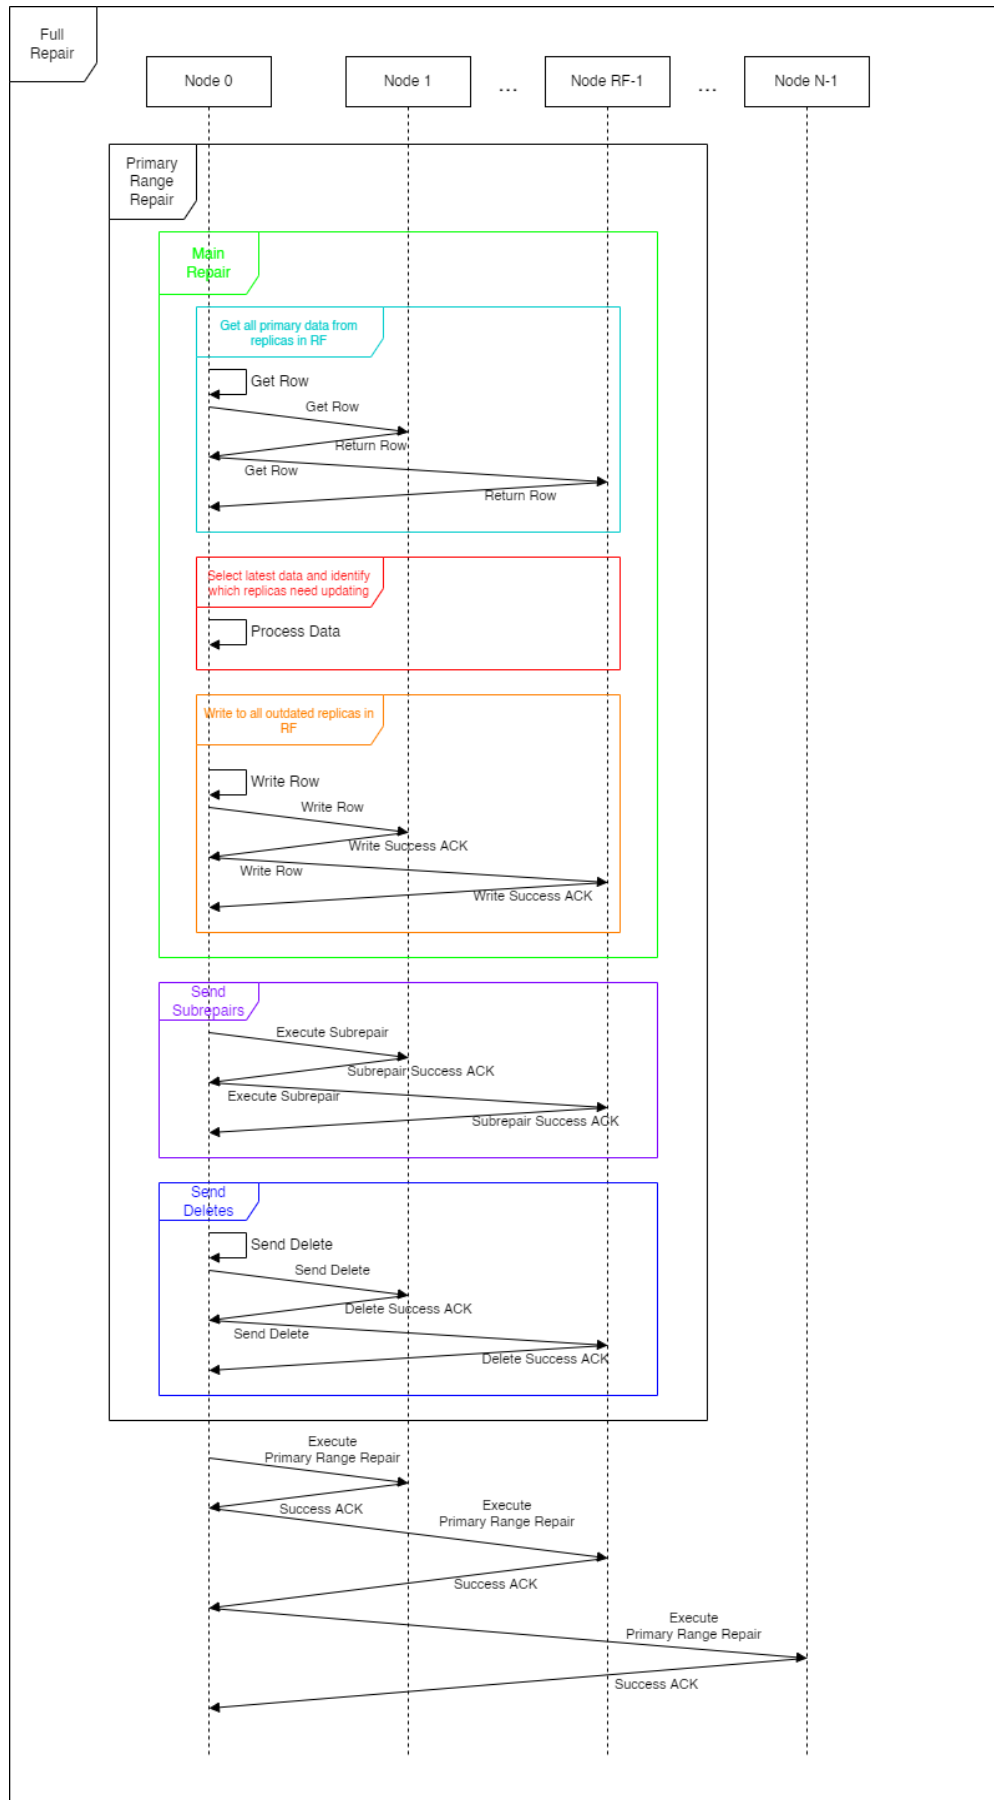 Full
Repair
Node 0
Node 1
...
Node RF-1
...
Node N-1
Primary
Range
Repair
Main
Repair
Get all primary data from
replicas in RF
Get Row
Get Row
Return Row
Get Row
Return Row
Select latest data and identify
which replicas need updating
Process Data
Write to all outdated replicas in
RF
Write Row
Write Row
Write Success ACK
Write Row
Write Success ACK
Send
Subrepairs
Execute Subrepair
Subrepair Success ACK
Execute Subrepair
Subrepair Success ACK
Send
Deletes
Send Delete
Send Delete
Delete Success ACK
Send Delete
Delete Success ACK
Execute
Primary Range Repair
Success ACK
Execute
Primary Range Repair
Success ACK
Execute
Primary Range Repair
Success ACK